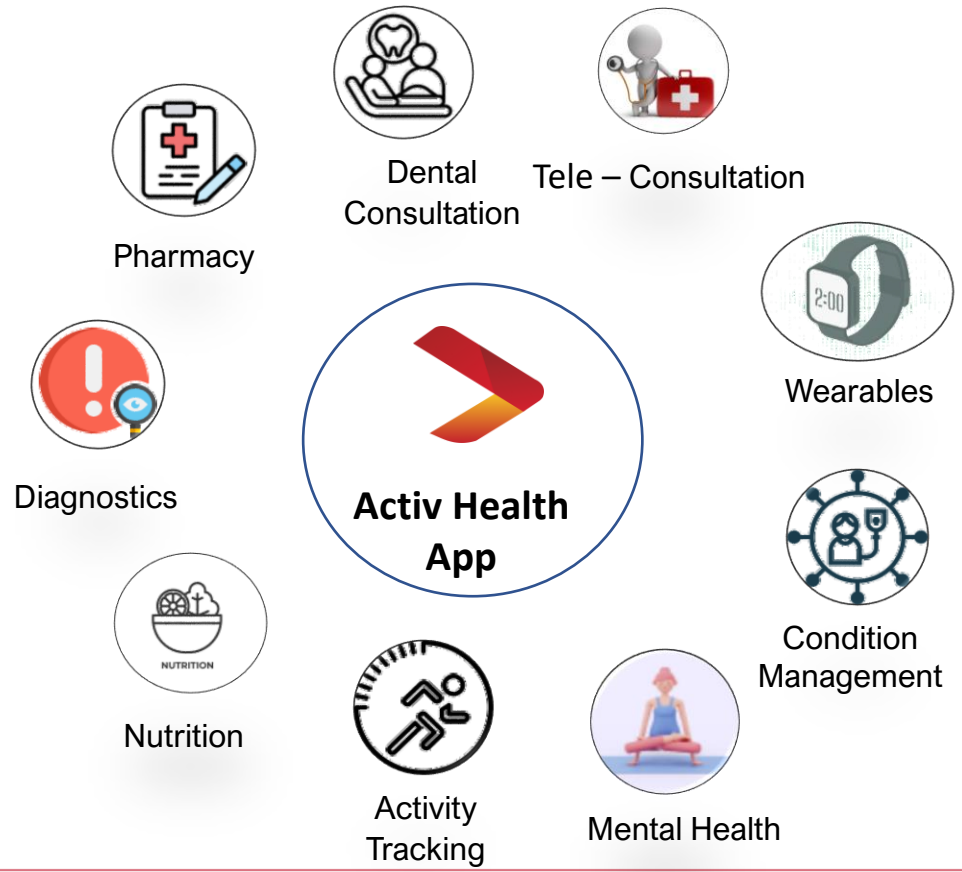 Dental
Consultation
Tele – Consultation
Pharmacy
2:00
Wearables
Activ Health
App
Diagnostics
Condition
Management
NUTRITION
Nutrition
Activity
Tracking
Mental Health